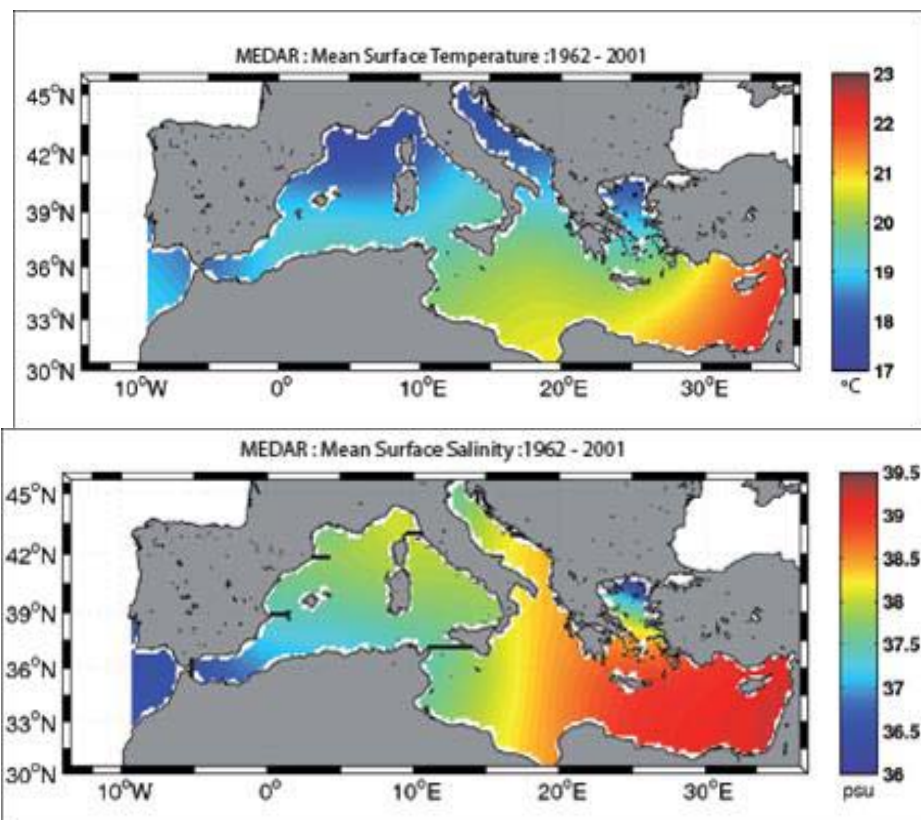 MEDAR : Mean Surface Temperature :1962 - 2001
45°N
42°N
39°N
36°N
33°N
30°N
10°W 0° 10°E 20°E 30°E
23
22
21
20
19
18
17
°C
MEDAR : Mean Surface Salinity :1962 - 2001
45°N
42°N
39°N
36°N
33°N
30°N
10°W 0° 10°E 20°E 30°E
39.5
39
38.5
38
37.5
37
36.5
36
psu